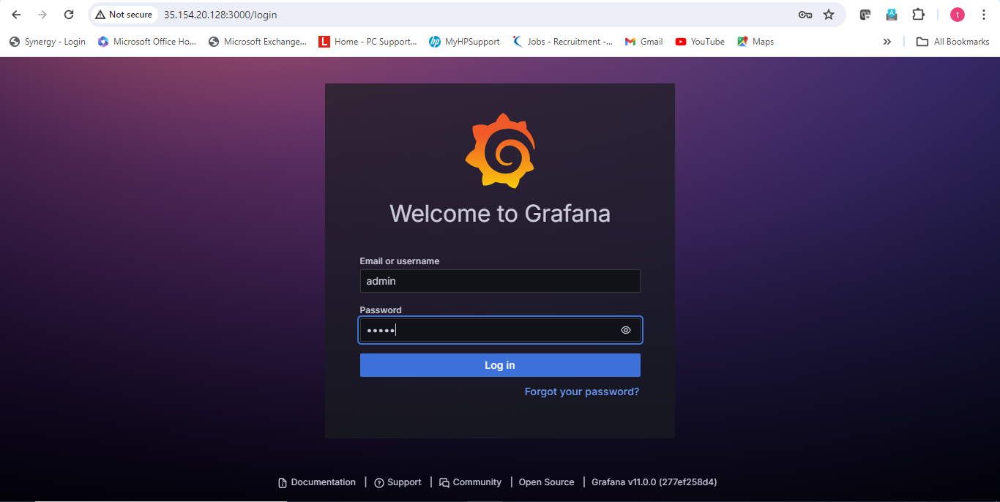 Not secure 35.154.20.128:3000/login t
Synergy - Login Microsoft Office Ho... Microsoft Exchange... L Home - PC Support... hp MyHPSupport Jobs - Recruitment -... Gmail YouTube Maps » All Bookmarks
Welcome to Grafana
Email or username
admin
Password
•••••
Log in
Forgot your password?
Documentation | Support | Community | Open Source | Grafana v11.0.0 (277ef258d4)